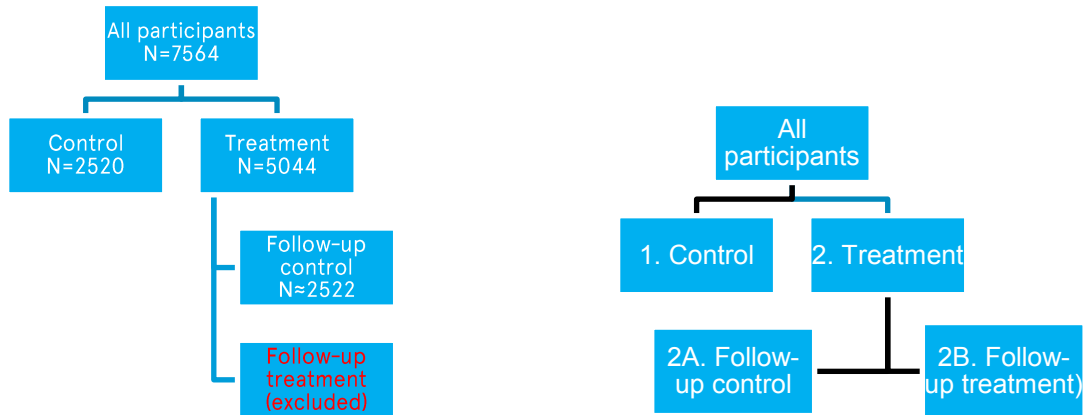 All participants
N=7564
Control
N=2520
Treatment
N=5044
Follow-up
control
N≈2522
Follow-up
treatment
(excluded)
All
participants
1. Control
2. Treatment
2A. Follow-
up control
2B. Follow-
up treatment)